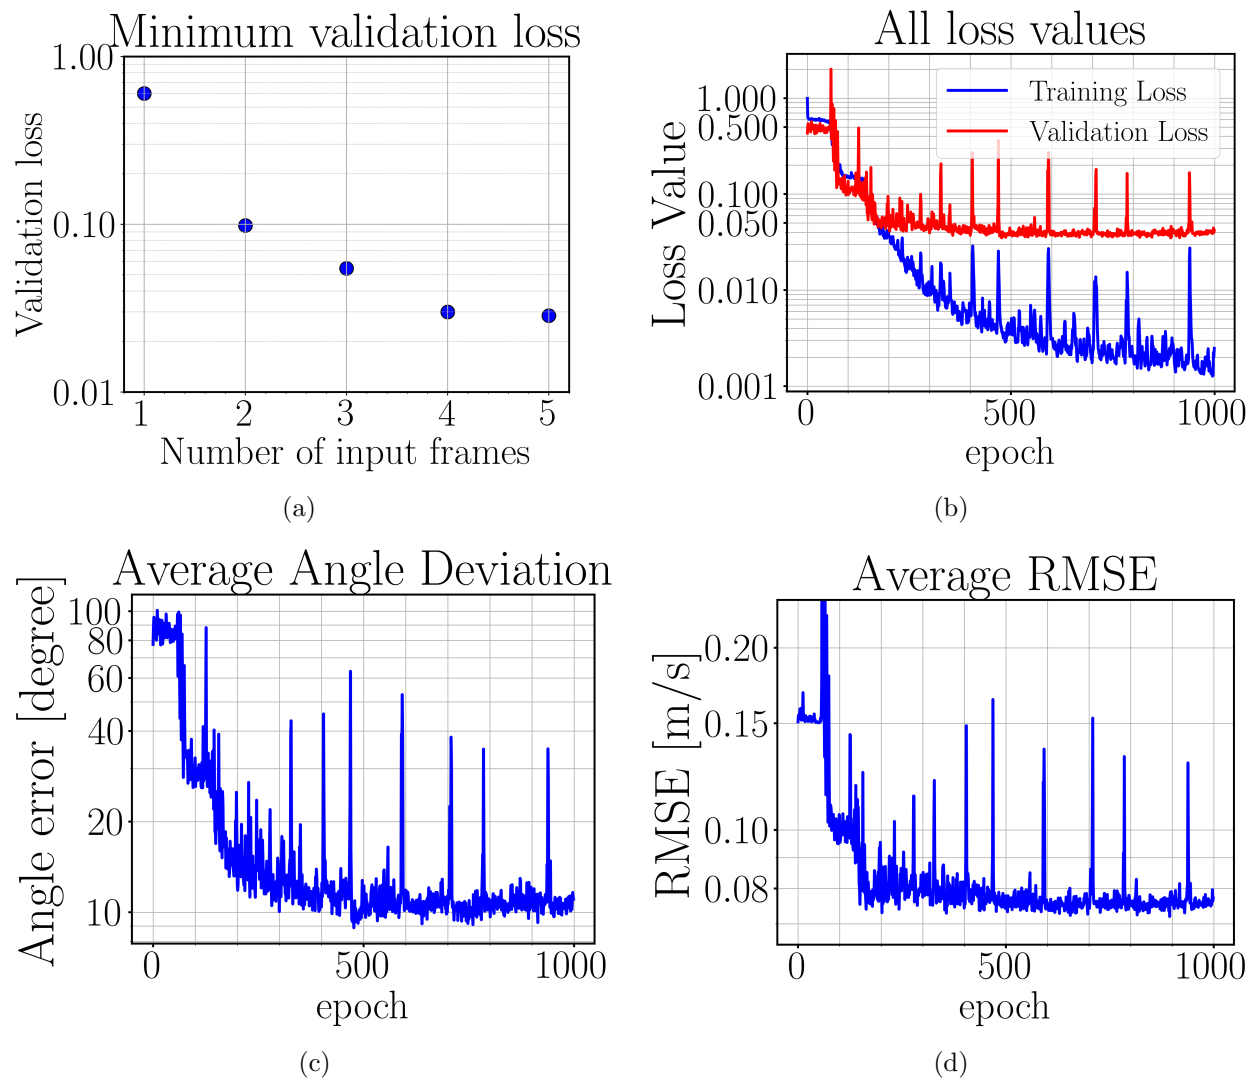 Minimum validation loss
1.00
0.10
0.01
Validation loss
1 2 3 4 5
Number of input frames
(a)
All loss values
1.000
0.500
0.100
0.050
0.010
0.001
Loss Value
Training Loss
Validation Loss
0 500 1000
epoch
(b)
Average Angle Deviation
100
80
60
40
20
10
Angle error [degree]
0 500 1000
epoch
(c)
Average RMSE
0.20
0.15
0.10
0.08
RMSE [m/s]
0 500 1000
epoch
(d)